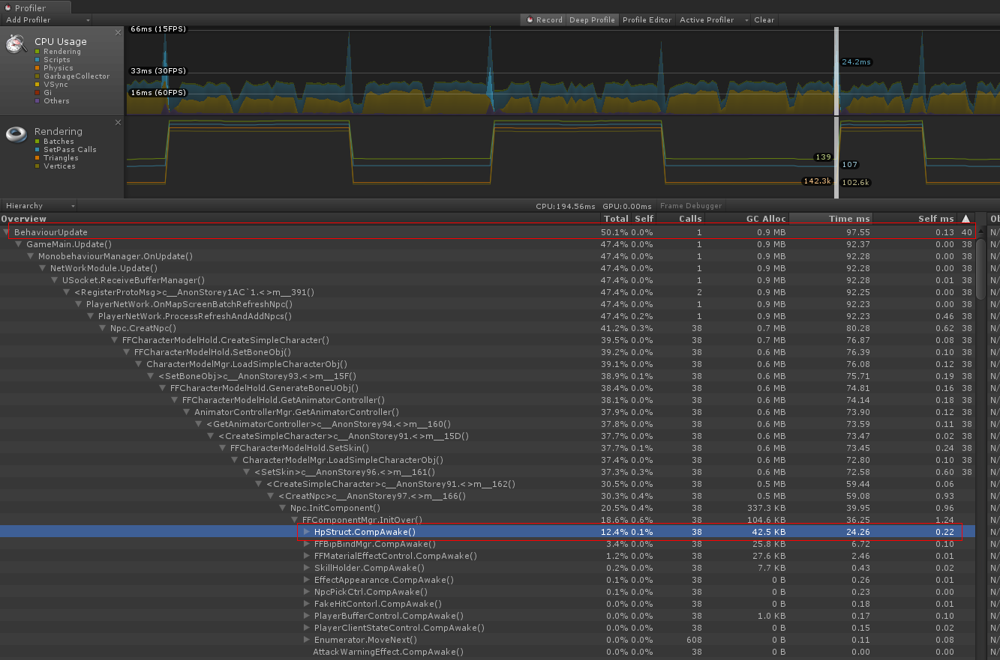 Profiler
Add Profiler Record Deep Profile Profile Editor Active Profiler Clear
CPU Usage
Rendering
Scripts
Physics
GarbageCollector
VSync
Gi
Others
66ms (15FPS)
33ms (30FPS)
16ms (60FPS)
24.2ms
Rendering
Batches
SetPass Calls
Triangles
Vertices
139
107
142.3k
102.6k
Hierarchy CPU:194.56ms GPU:0.00ms Frame Debugger
Overview Total Self Calls GC Alloc Time ms Self ms
BehaviourUpdate 50.1% 0.0% 1 0.9 MB 97.55 0.13 40 N/
GameMain.Update() 47.4% 0.0% 1 0.9 MB 92.37 0.00 38 N/
MonobehaviourManager.OnUpdate() 47.4% 0.0% 1 0.9 MB 92.28 0.00 38 N/
NetWorkModule.Update() 47.4% 0.0% 1 0.9 MB 92.28 0.00 38 N/
USocket.ReceiveBufferManager() 47.4% 0.0% 1 0.9 MB 92.28 0.01 38 N/
<RegisterProtoMsg>c__AnonStorey1AC`1.<>m__391() 47.4% 0.0% 2 0.9 MB 92.25 0.00 38 N/
PlayerNetWork.OnMapScreenBatchRefreshNpc() 47.4% 0.0% 1 0.9 MB 92.23 0.00 38 N/
PlayerNetWork.ProcessRefreshAndAddNpcs() 47.4% 0.2% 1 0.9 MB 92.23 0.46 38 N/
Npc.CreatNpc() 41.2% 0.3% 38 0.7 MB 80.28 0.62 38 N/
FFCharacterModelHold.CreateSimpleCharacter() 39.5% 0.0% 38 0.7 MB 76.87 0.08 38 N/
FFCharacterModelHold.SetBoneObj() 39.2% 0.0% 38 0.6 MB 76.39 0.10 38 N/
CharacterModelMgr.LoadSimpleCharacterObj() 39.1% 0.0% 38 0.6 MB 76.08 0.12 38 N/
<SetBoneObj>c__AnonStorey93.<>m__15F() 38.9% 0.1% 38 0.6 MB 75.71 0.19 38 N/
FFCharacterModelHold.GenerateBoneUObj() 38.4% 0.0% 38 0.6 MB 74.81 0.16 38 N/
FFCharacterModelHold.GetAnimatorController() 38.1% 0.0% 38 0.6 MB 74.14 0.18 38 N/
AnimatorControllerMgr.GetAnimatorController() 37.9% 0.0% 38 0.6 MB 73.90 0.12 38 N/
<GetAnimatorController>c__AnonStorey94.<>m__160() 37.8% 0.0% 38 0.6 MB 73.59 0.11 38 N/
<CreateSimpleCharacter>c__AnonStorey91.<>m__15D() 37.7% 0.0% 38 0.6 MB 73.47 0.02 38 N/
FFCharacterModelHold.SetSkin() 37.7% 0.1% 38 0.6 MB 73.45 0.24 38 N/
CharacterModelMgr.LoadSimpleCharacterObj() 37.4% 0.0% 38 0.6 MB 72.80 0.10 38 N/
<SetSkin>c__AnonStorey96.<>m__161() 37.3% 0.3% 38 0.6 MB 72.58 0.60 38 N/
<CreateSimpleCharacter>c__AnonStorey91.<>m__162() 30.5% 0.0% 38 0.5 MB 59.44 0.06 N/
<CreatNpc>c__AnonStorey97.<>m__166() 30.3% 0.4% 38 0.5 MB 59.08 0.93 N/
Npc.InitComponent() 20.5% 0.4% 38 337.3 KB 39.95 0.96 N/
FFComponentMgr.InitOver() 18.6% 0.6% 38 104.6 KB 36.25 1.24 N/
HpStruct.CompAwake() 12.4% 0.1% 38 42.5 KB 24.26 0.22 N/
FFBipBindMgr.CompAwake() 3.4% 0.0% 38 25.8 KB 6.72 0.10 N/
FFMaterialEffectControl.CompAwake() 1.2% 0.0% 38 27.6 KB 2.46 0.01 N/
SkillHolder.CompAwake() 0.2% 0.0% 38 7.7 KB 0.43 0.02 N/
EffectAppearance.CompAwake() 0.1% 0.0% 38 0 B 0.26 0.01 N/
NpcPickCtrl.CompAwake() 0.1% 0.0% 38 0 B 0.23 0.00 N/
FakeHitContorl.CompAwake() 0.0% 0.0% 38 0 B 0.18 0.01 N/
PlayerBufferControl.CompAwake() 0.0% 0.0% 38 1.0 KB 0.17 0.10 N/
PlayerClientStateControl.CompAwake() 0.0% 0.0% 38 0 B 0.15 0.02 N/
Enumerator.MoveNext() 0.0% 0.0% 608 0 B 0.11 0.08 N/
AttackWarningEffect.CompAwake() 0.0% 0.0% 38 0 B 0.00 0.00 N/